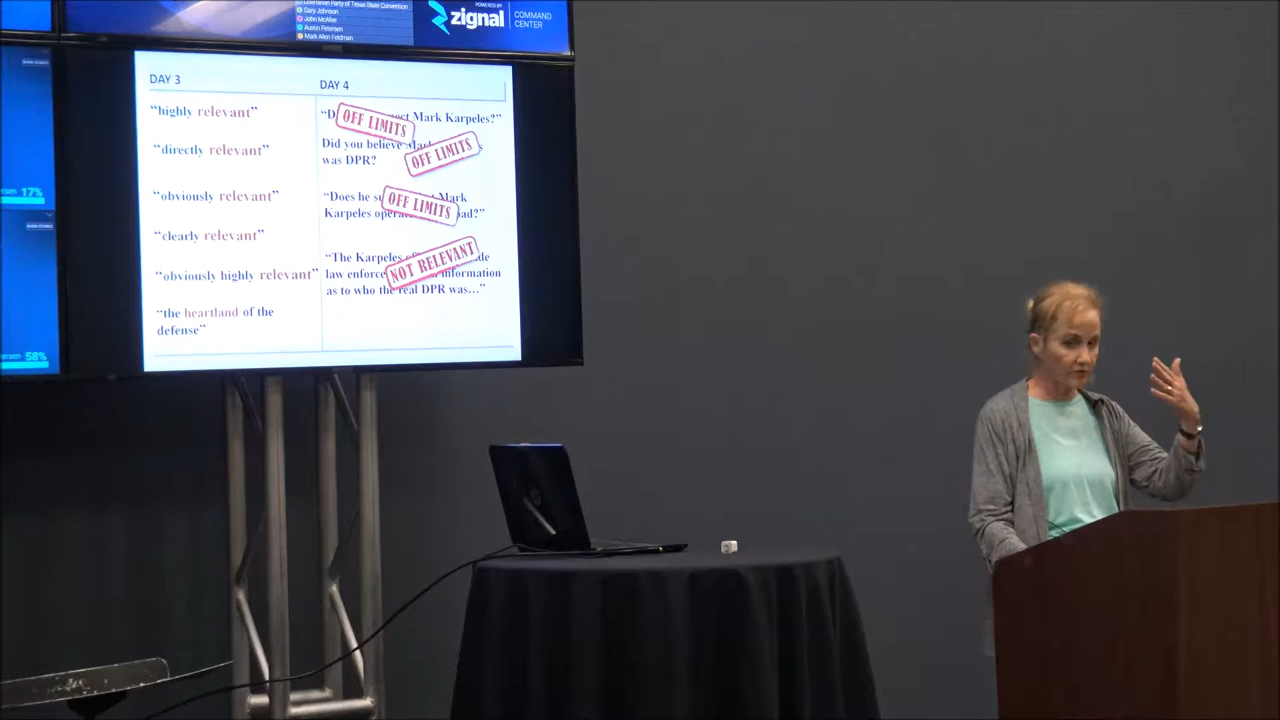 Libertarian Party of Texas State Convention
Gary Johnson
John McAfee
Austin Petersen
Mark Allen Feldman
POWERED BY
zignal
COMMAND
CENTER
17%
58%
DAY 3
DAY 4
"highly relevant"
"directly relevant"
"obviously relevant"
"clearly relevant"
"obviously highly relevant"
"the heartland of the
defense"
Mark Karpeles?"
OFF LIMITS
Did you believe
was DPR?
OFF LIMITS
"Does he Mark
Karpeles
OFF LIMITS
"The Karpeles
law information
as to who the real DPR was…"
NOT RELEVANT